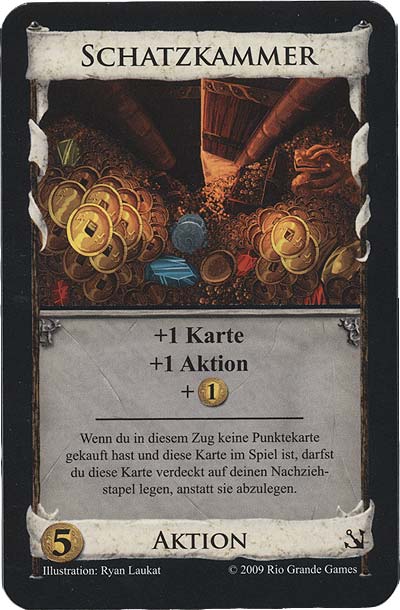 SCHATZKAMMER
+1 Karte
+1 Aktion
+ 1
Wenn du in diesem Zug keine Punktekarte
gekauft hast und diese Karte im Spiel ist, darfst
du diese Karte verdeckt auf deinen Nachzieh-
stapel legen, anstatt sie abzulegen.
5 AKTION
Illustration: Ryan Laukat © 2009 Rio Grande Games